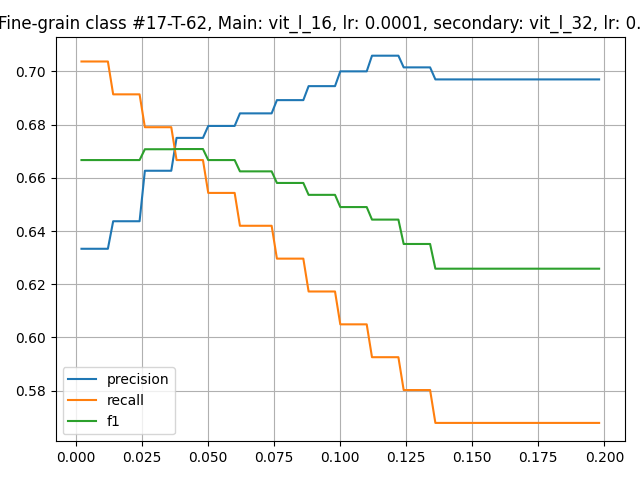 Fine-grain class #17-T-62, Main: vit_l_16, lr: 0.0001, secondary: vit_l_32, lr: 0.
0.70
0.68
0.66
0.64
0.62
0.60
0.58
precision
recall
f1
0.000 0.025 0.050 0.075 0.100 0.125 0.150 0.175 0.200